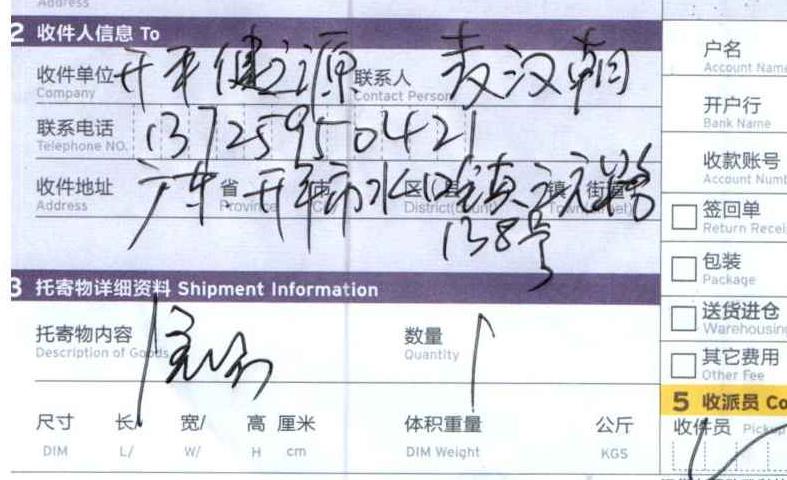 Address
2 收件人信息 To
收件单位 开平健之源 联系人 麦汉朝
Company Contact Person
联系电话 13725950421
Telephone NO.
收件地址 广东 省 开平市 市 水口镇 区 县 镇 街道 路
Address Province City District(County) Town(Street)
138号
3 托寄物详细资料 Shipment Information
托寄物内容 数量 1
Description of Goods Quantity
尺寸 长/ 宽/ 高 厘米 体积重量 公斤
DIM L/ W/ H cm DIM Weight KGS
户名
Account Name
开户行
Bank Name
收款账号
Account Numb
签回单
Return Recei
包装
Package
送货进仓
Warehousing
其它费用
Other Fee
5 收派员 Co
收件员 Pickup